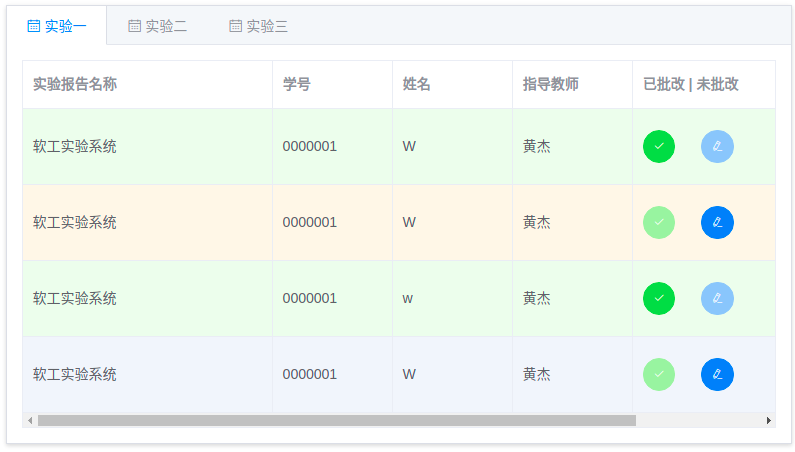 实验一 实验二 实验三
实验报告名称 学号 姓名 指导教师 已批改 | 未批改
软工实验系统 0000001 W 黄杰
软工实验系统 0000001 W 黄杰
软工实验系统 0000001 w 黄杰
软工实验系统 0000001 W 黄杰